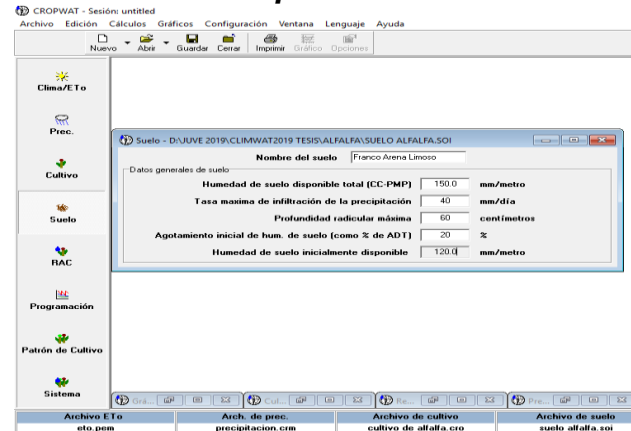 CROPWAT - Sesión: untitled
Archivo Edición Cálculos Gráficos Configuración Ventana Lenguaje Ayuda
Nuevo Abrir Guardar Cerrar Imprimir Gráfico Opciones
Clima/ETo
Prec.
Cultivo
Suelo
RAC
Programación
Patrón de Cultivo
Sistema
Suelo - D:\JUVE 2019\CLIMWAT2019 TESIS\ALFALFA\SUELO ALFALFA.SOI
Nombre del suelo Franco Arena Limoso
Datos generales de suelo
Humedad de suelo disponible total (CC-PMP) 150.0 mm/metro
Tasa maxima de infiltración de la precipitación 40 mm/día
Profundidad radicular máxima 60 centímetros
Agotamiento inicial de hum. de suelo (como % de ADT) 20 %
Humedad de suelo inicialmente disponible 120.0 mm/metro
Grá... Cul... Re... Pre...
Archivo ETo Arch. de prec. Archivo de cultivo Archivo de suelo
eto.pem precipitacion.crm cultivo de alfalfa.cro suelo alfalfa.soi